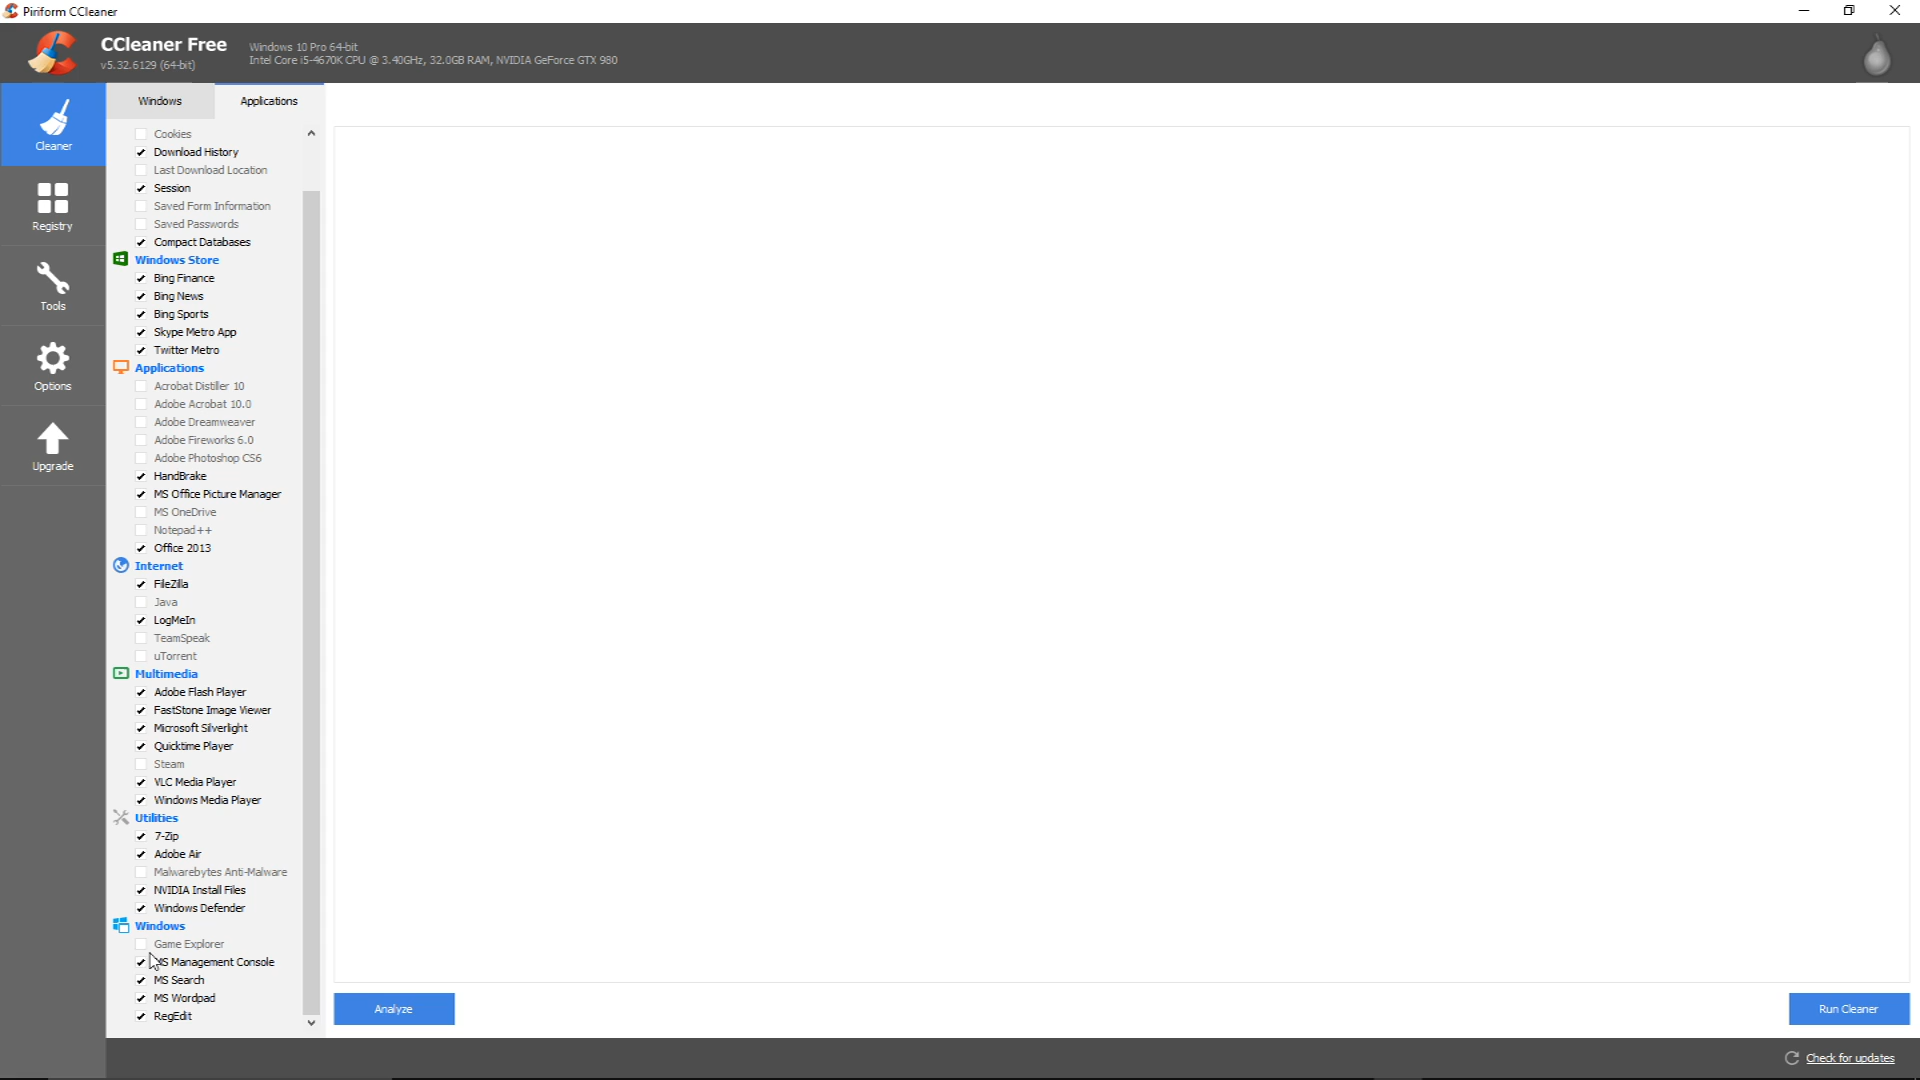 Piriform CCleaner
CCleaner Free
v5.32.6129 (64-bit)
Windows 10 Pro 64-bit
Intel Core i5-4670K CPU @ 3.40GHz, 32.0GB RAM, NVIDIA GeForce GTX 980
Cleaner
Registry
Tools
Options
Upgrade
Windows
Applications
Cookies
Download History
Last Download Location
Session
Saved Form Information
Saved Passwords
Compact Databases
Windows Store
Bing Finance
Bing News
Bing Sports
Skype Metro App
Twitter Metro
Applications
Acrobat Distiller 10
Adobe Acrobat 10.0
Adobe Dreamweaver
Adobe Fireworks 6.0
Adobe Photoshop CS6
HandBrake
MS Office Picture Manager
MS OneDrive
Notepad++
Office 2013
Internet
FileZilla
Java
LogMeIn
TeamSpeak
uTorrent
Multimedia
Adobe Flash Player
FastStone Image Viewer
Microsoft Silverlight
Quicktime Player
Steam
VLC Media Player
Windows Media Player
Utilities
7-Zip
Adobe Air
Malwarebytes Anti-Malware
NVIDIA Install Files
Windows Defender
Windows
Game Explorer
MS Management Console
MS Search
MS Wordpad
RegEdit
Analyze
Run Cleaner
Check for updates